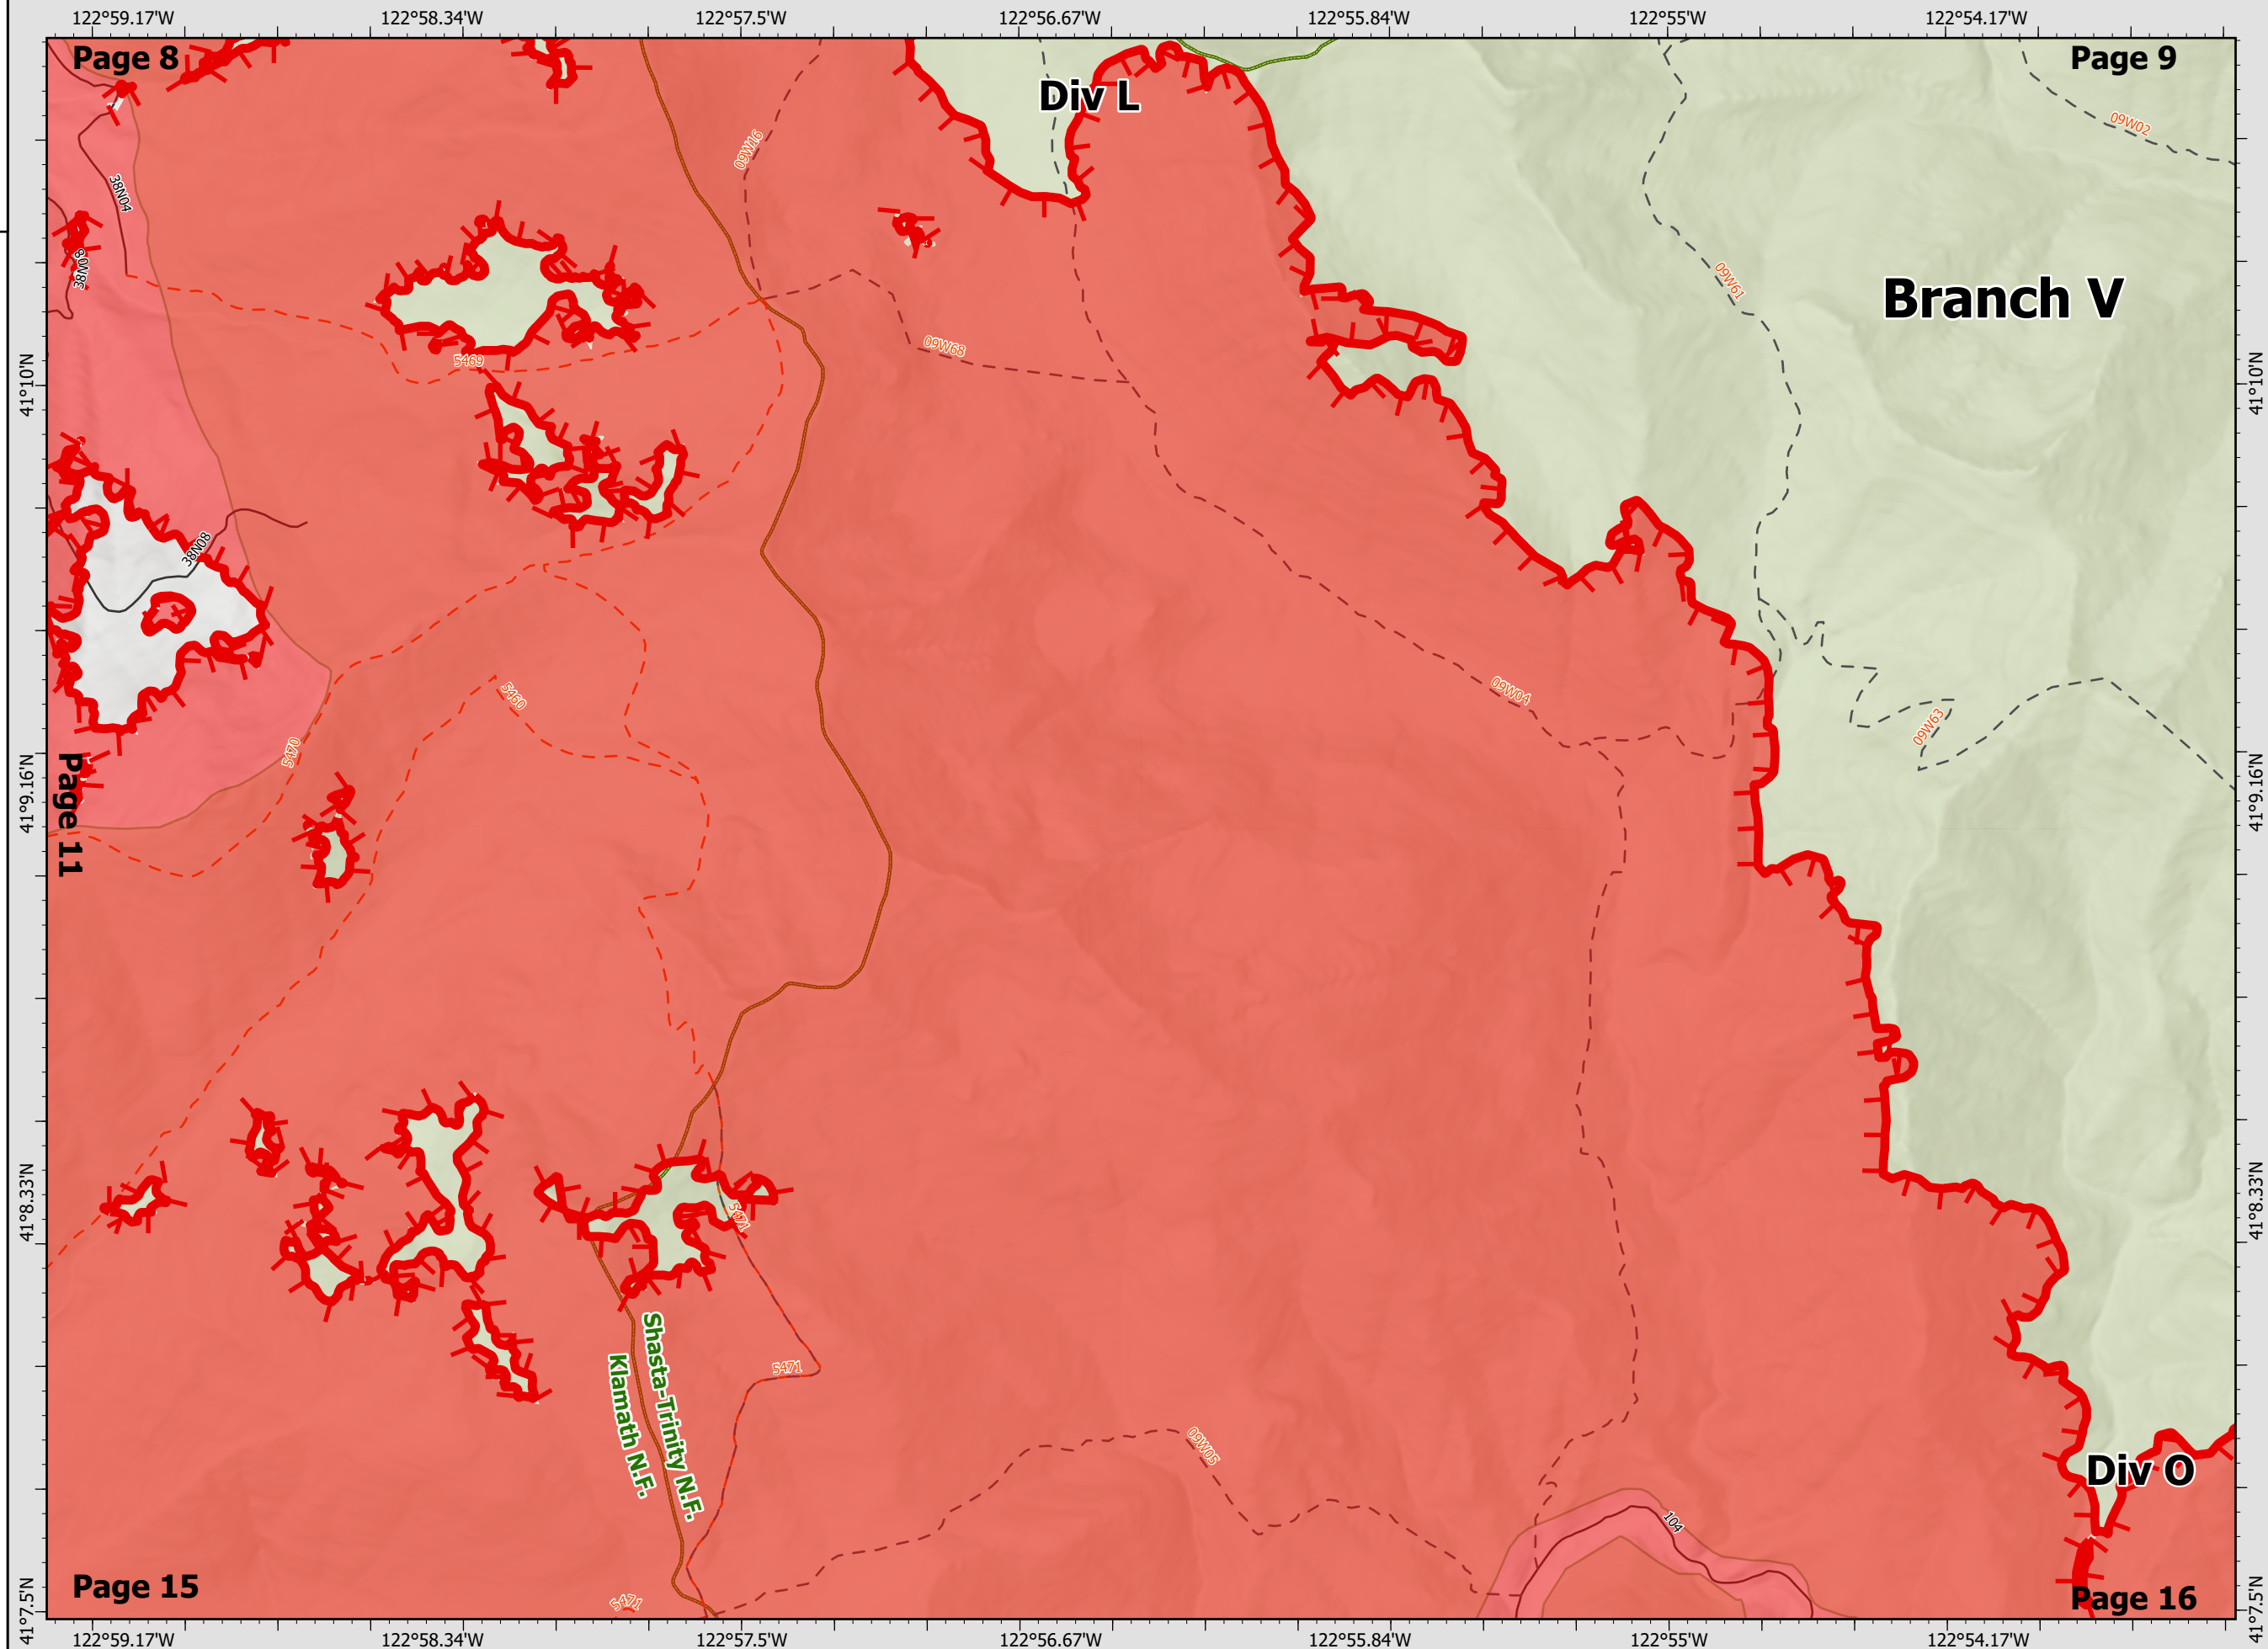 122°59.17'W
122°58.34'W
122°57.5'W
122°56.67'W
122°55.84'W
122°55'W
122°54.17'W
Page 8
Page 9
Div L
09W02
09W16
38N04
38N08
09W61
Branch V
09W68
5469
41°10'N
41°10'N
38N08
09W04
5460
09W63
5470
Page 11
41°9.16'N
41°9.16'N
41°8.33'N
41°8.33'N
5471
Shasta-Trinity N.F.
Klamath N.F.
5471
09W05
Div O
104
Page 15
5471
Page 16
41°7.5'N
41°7.5'N
122°59.17'W
122°58.34'W
122°57.5'W
122°56.67'W
122°55.84'W
122°55'W
122°54.17'W